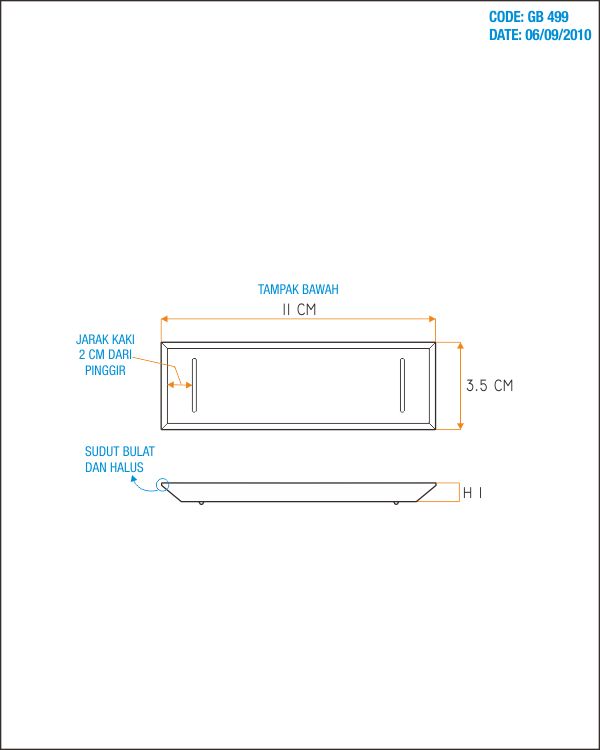 CODE: GB 499
DATE: 06/09/2010
TAMPAK BAWAH
11 CM
JARAK KAKI
2 CM DARI
PINGGIR
3.5 CM
SUDUT BULAT
DAN HALUS
H 1